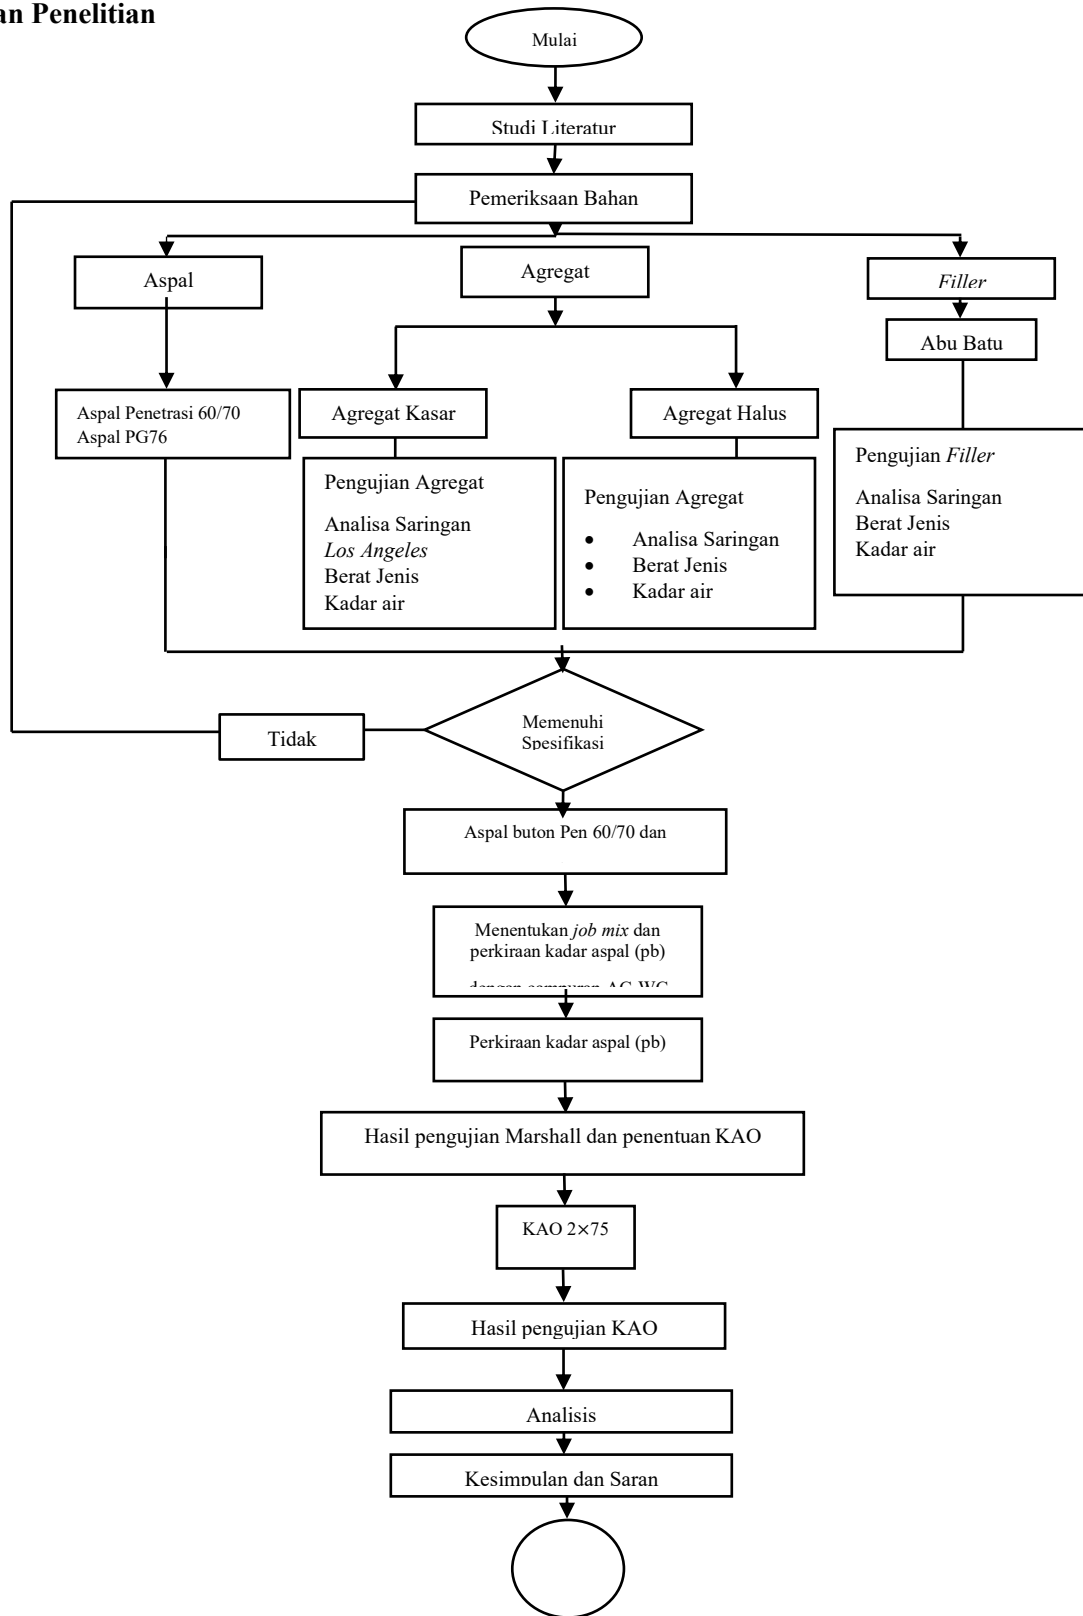 an Penelitian
Mulai
Studi Literatur
Pemeriksaan Bahan
Aspal
Agregat
Filler
Abu Batu
Aspal Penetrasi 60/70
Aspal PG76
Agregat Kasar
Agregat Halus
Pengujian Agregat
Analisa Saringan
Los Angeles
Berat Jenis
Kadar air
Pengujian Agregat
• Analisa Saringan
• Berat Jenis
• Kadar air
Pengujian Filler
Analisa Saringan
Berat Jenis
Kadar air
Memenuhi
Spesifikasi
Tidak
Aspal buton Pen 60/70 dan
Menentukan job mix dan
perkiraan kadar aspal (pb)
dengan campuran AC-WC
Perkiraan kadar aspal (pb)
Hasil pengujian Marshall dan penentuan KAO
KAO 2×75
Hasil pengujian KAO
Analisis
Kesimpulan dan Saran